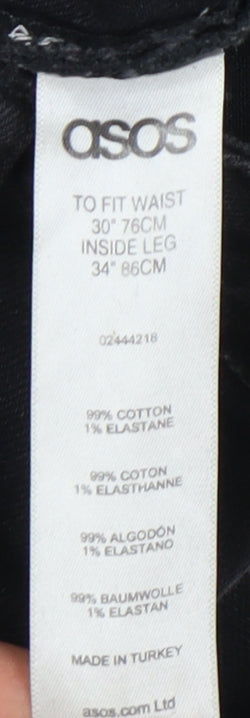 asos
TO FIT WAIST
30" 76CM
INSIDE LEG
34" 86CM
02444218
99% COTTON
1% ELASTANE
99% COTON
1% ELASTHANNE
99% ALGODÓN
1% ELASTANO
99% BAUMWOLLE
1% ELASTAN
MADE IN TURKEY
asos.com Ltd